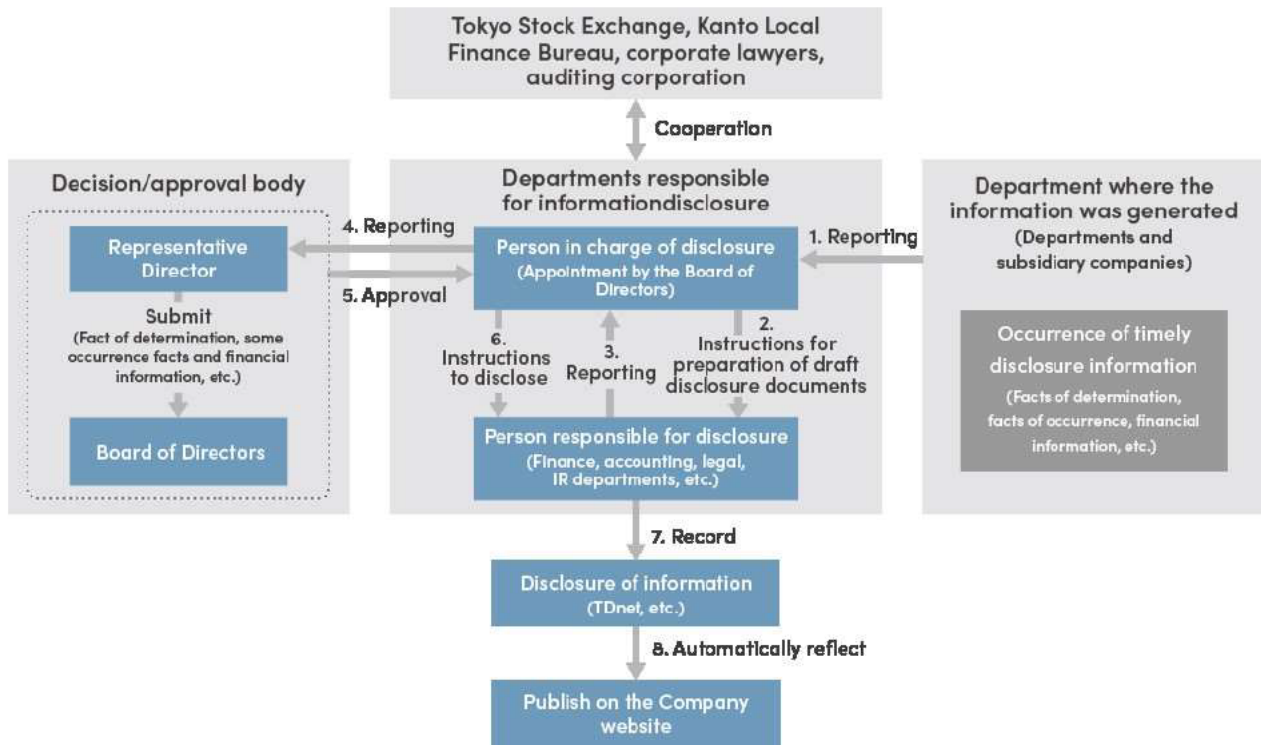 Tokyo Stock Exchange, Kanto Local
Finance Bureau, corporate lawyers,
auditing corporation
Cooperation
Decision/approval body
Representative
Director
Submit
(Fact of determination, some
occurrence facts and financial
information, etc.)
Board of Directors
4. Reporting
5. Approval
Departments responsible
for informationdisclosure
Person in charge of disclosure
(Appointment by the Board of
Directors)
6.
Instructions
to disclose
3.
Reporting
2.
Instructions for
preparation of draft
disclosure documents
Person responsible for disclosure
(Finance, accounting, legal,
IR departments, etc.)
1. Reporting
Department where the
information was generated
(Departments and
subsidiary companies)
Occurrence of timely
disclosure information
(Facts of determination,
facts of occurrence, financial
information, etc.)
7. Record
Disclosure of information
(TDnet, etc.)
8. Automatically reflect
Publish on the Company
website